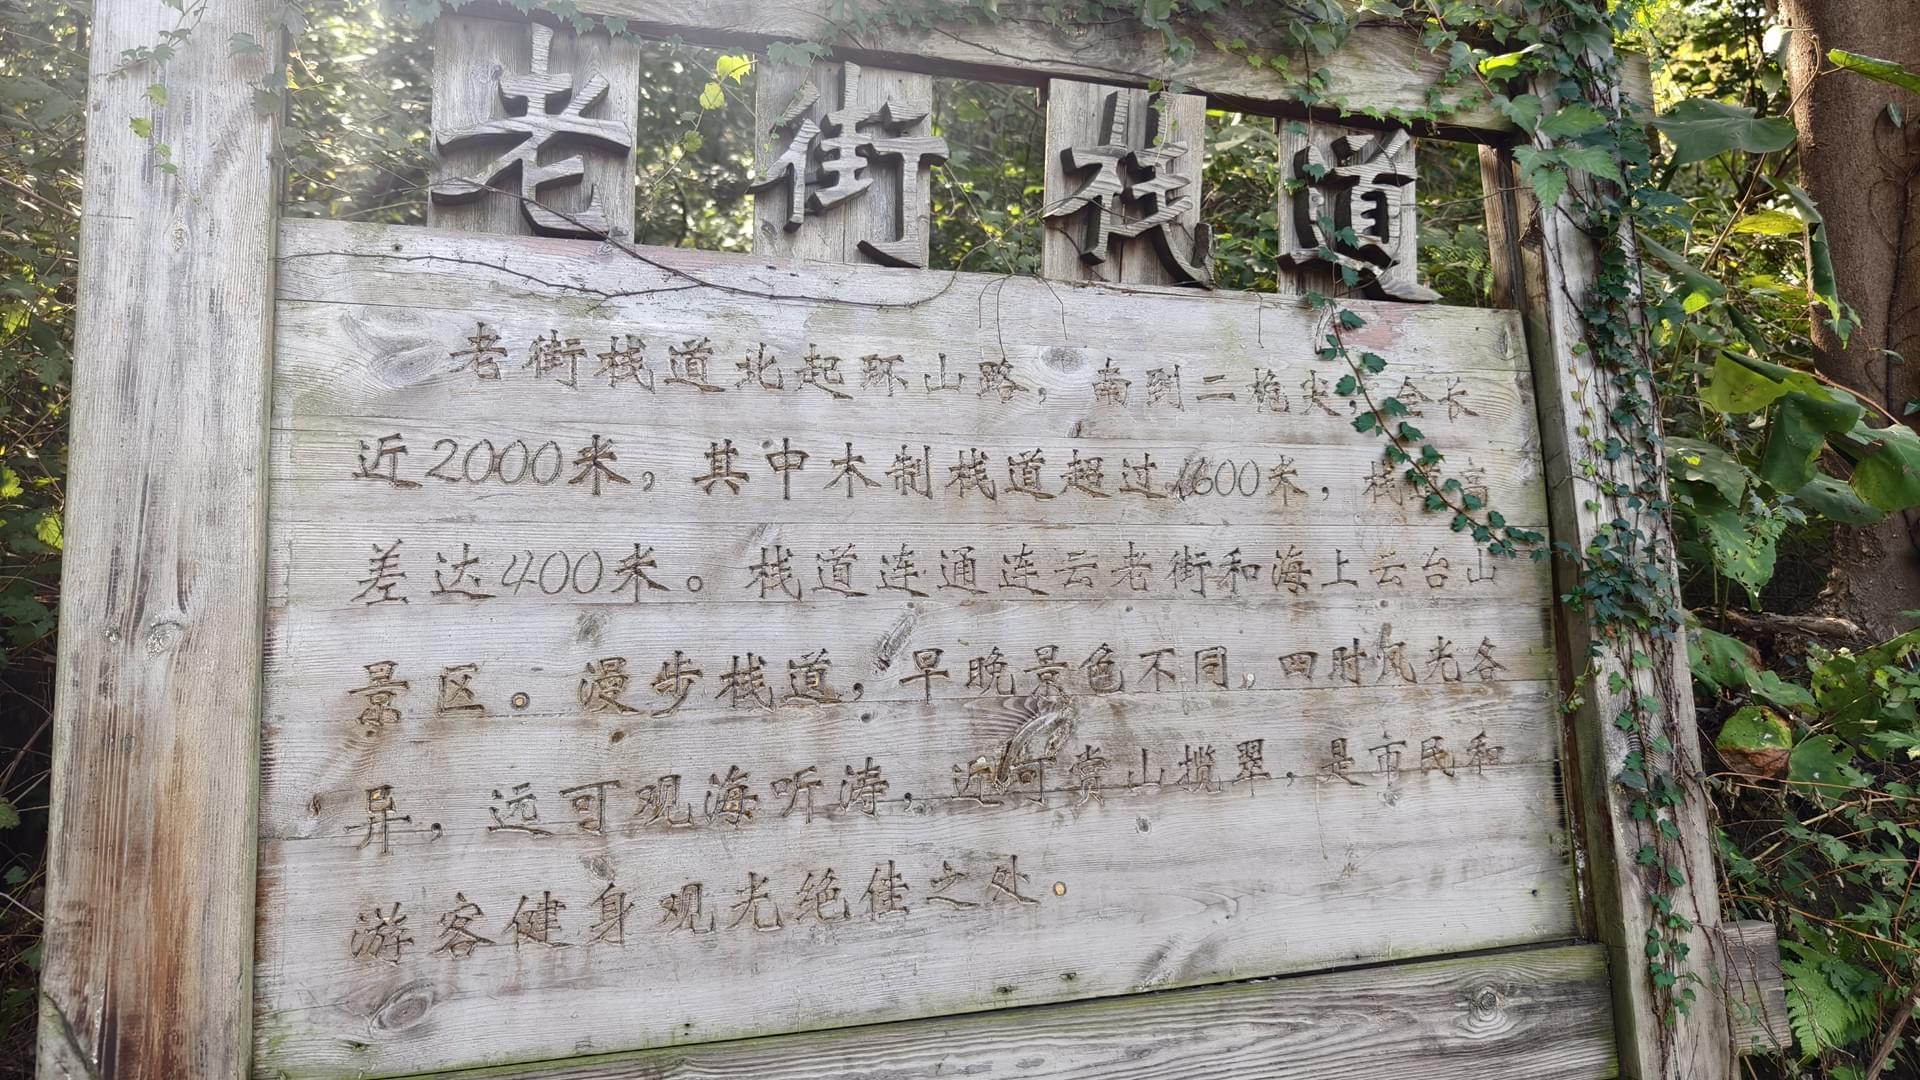 老街栈道
老街栈道北起环山路，南到二桅尖，全长
近2000米，其中木制栈道超过1600米，栈道高
差达400米。栈道连通连云老街和海上云台山
景区。漫步栈道，早晚景色不同，四时风光各
异，远可观海听涛，近可赏山揽翠，是市民和
游客健身观光绝佳之处。